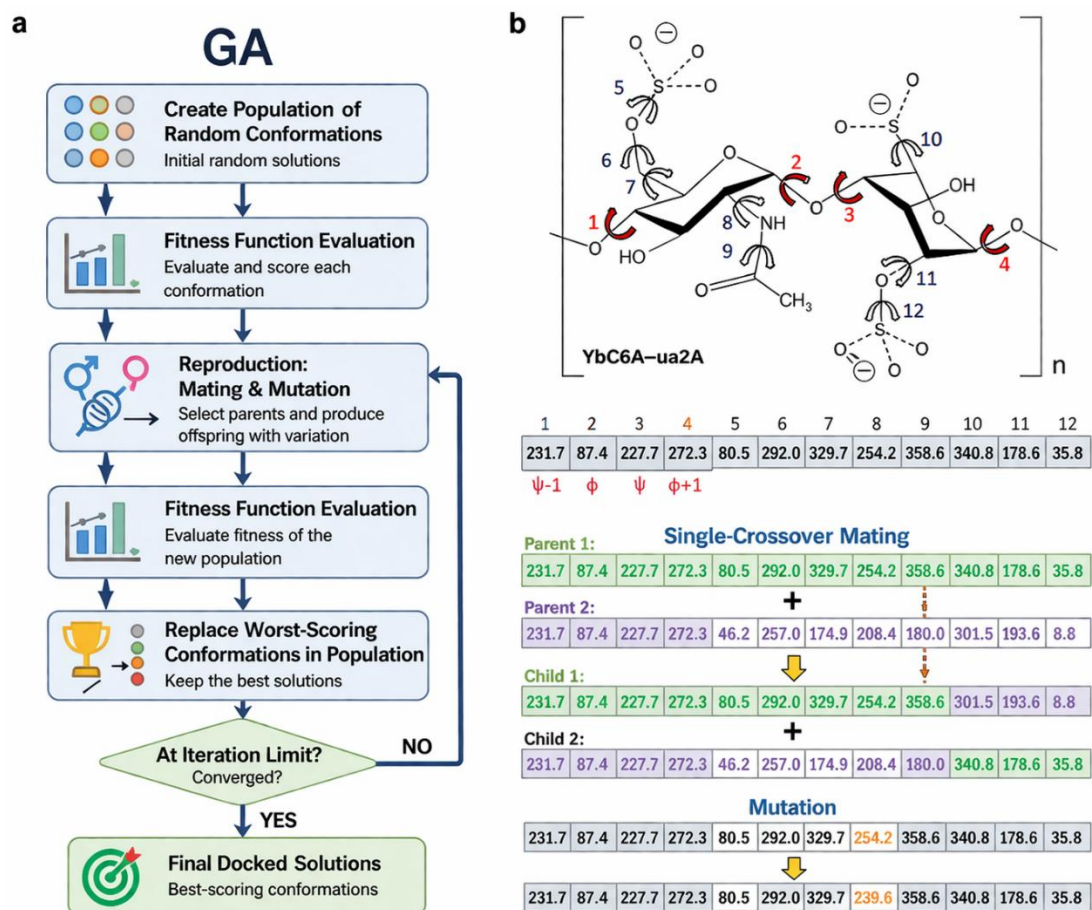 a
GA
Create Population of
Random Conformations
Initial random solutions
Fitness Function Evaluation
Evaluate and score each
conformation
Reproduction:
Mating & Mutation
Select parents and produce
offspring with variation
Fitness Function Evaluation
Evaluate fitness of the
new population
Replace Worst-Scoring
Conformations in Population
Keep the best solutions
At Iteration Limit?
Converged?
NO
YES
Final Docked Solutions
Best-scoring conformations
b
O O
5 S O
O
6
7
O
2
1
O
HO
8
NH
9
O
CH₃
O
3
O S O
10
OH
O
4
O
O 11
12
S
O O
O
YbC6A–ua2A
n
1 2 3 4 5 6 7 8 9 10 11 12
231.7 87.4 227.7 272.3 80.5 292.0 329.7 254.2 358.6 340.8 178.6 35.8
ψ-1 ϕ ψ ϕ+1
Single-Crossover Mating
Parent 1:
231.7 87.4 227.7 272.3 80.5 292.0 329.7 254.2 358.6 340.8 178.6 35.8
+
Parent 2:
231.7 87.4 227.7 272.3 46.2 257.0 174.9 208.4 180.0 301.5 193.6 8.8
Child 1:
231.7 87.4 227.7 272.3 80.5 292.0 329.7 254.2 358.6 301.5 193.6 8.8
+
Child 2:
231.7 87.4 227.7 272.3 46.2 257.0 174.9 208.4 180.0 340.8 178.6 35.8
Mutation
231.7 87.4 227.7 272.3 80.5 292.0 329.7 254.2 358.6 340.8 178.6 35.8
231.7 87.4 227.7 272.3 80.5 292.0 329.7 239.6 358.6 340.8 178.6 35.8